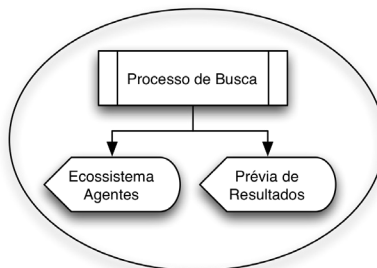 Processo de Busca
Ecossistema
Agentes
Prévia de
Resultados